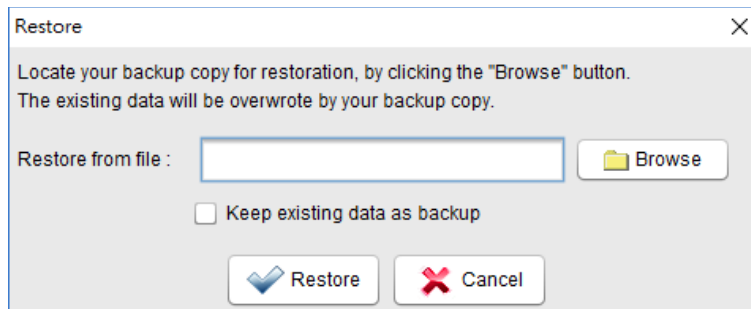 Restore
Locate your backup copy for restoration, by clicking the "Browse" button.
The existing data will be overwrote by your backup copy.
Restore from file :
Browse
Keep existing data as backup
Restore
Cancel